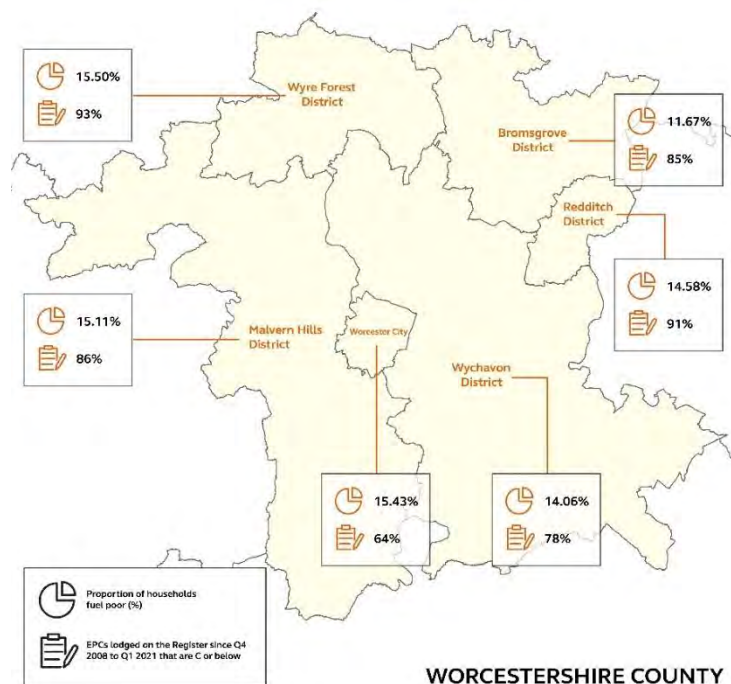 15.50%
93%
Wyre Forest
District
Bromsgrove
District
11.67%
85%
Redditch
District
14.58%
91%
15.11%
86%
Malvern Hills
District
Worcester City
Wychavon
District
15.43%
64%
14.06%
78%
Proportion of households
fuel poor (%)
EPCs lodged on the Register since Q4
2008 to Q1 2021 that are C or below
WORCESTERSHIRE COUNTY